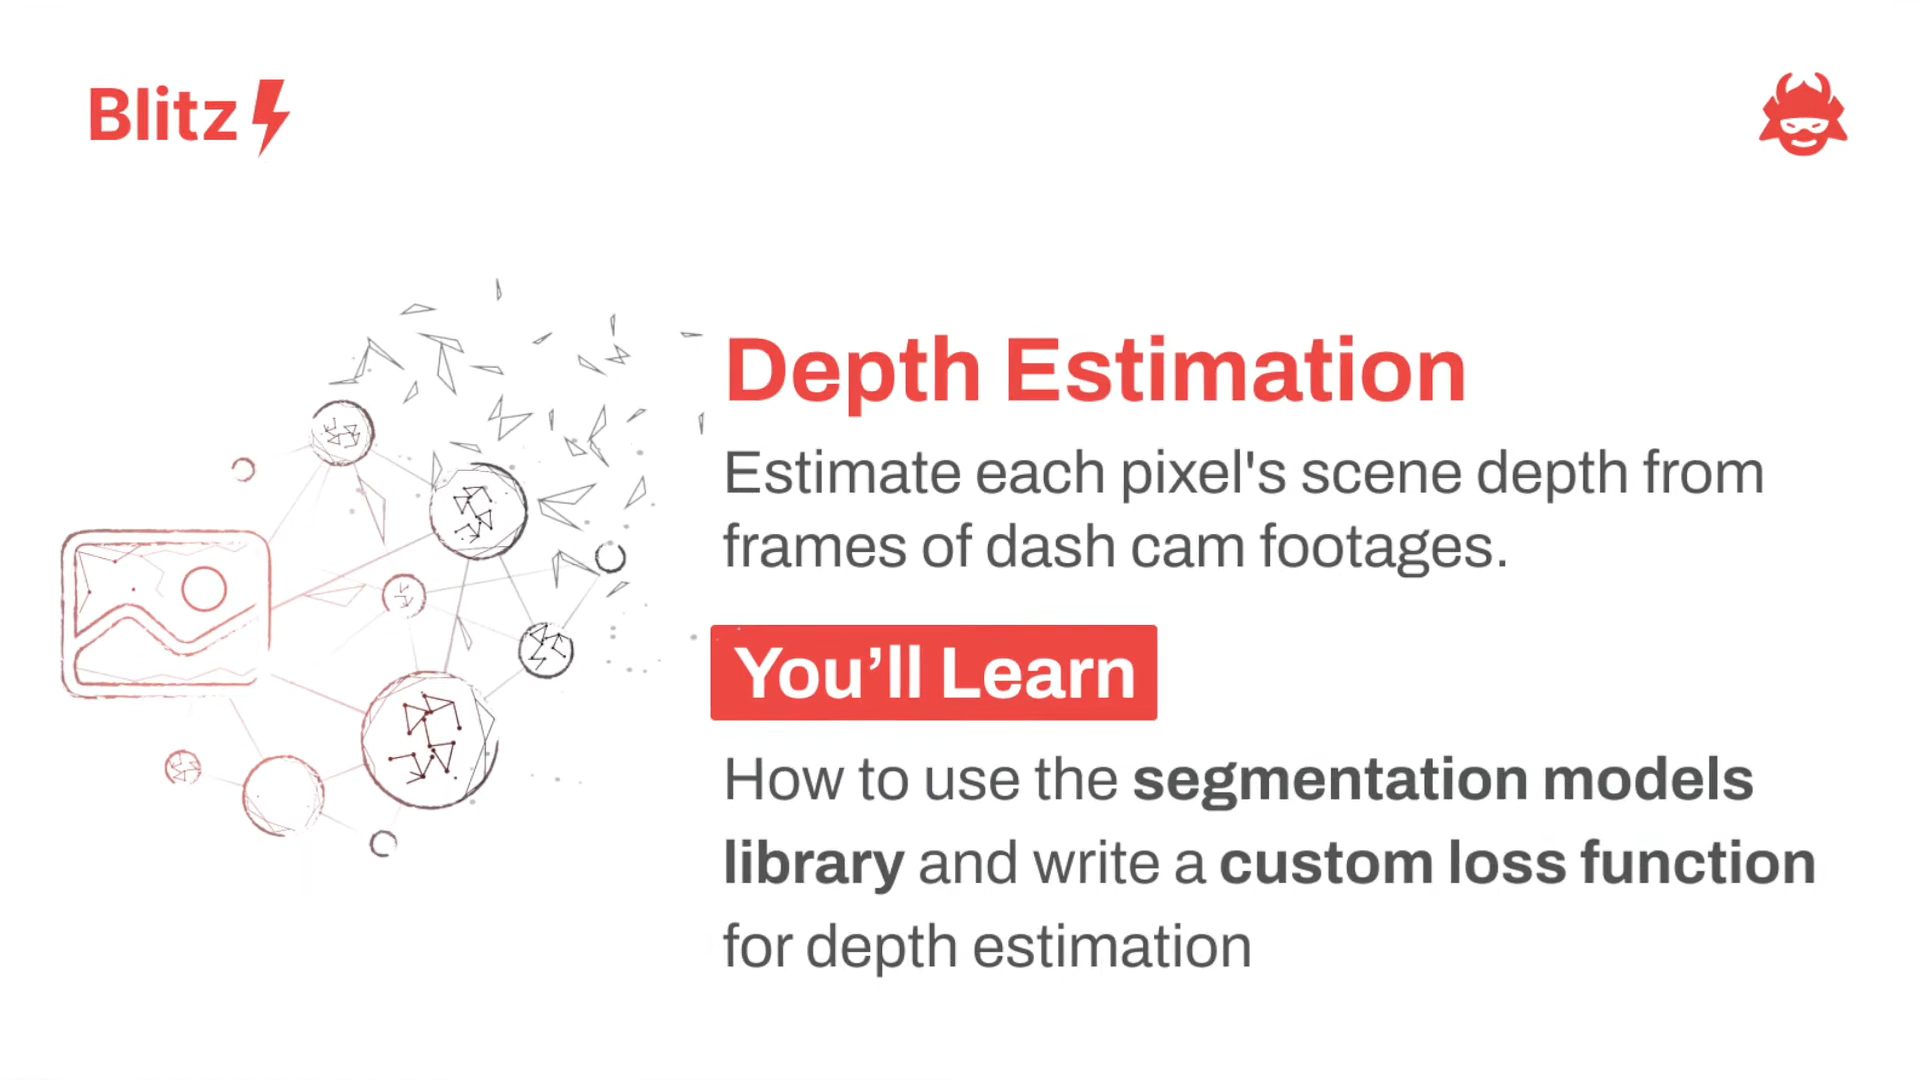 Blitz
Depth Estimation
Estimate each pixel's scene depth from
frames of dash cam footages.
You’ll Learn
How to use the segmentation models
library and write a custom loss function
for depth estimation